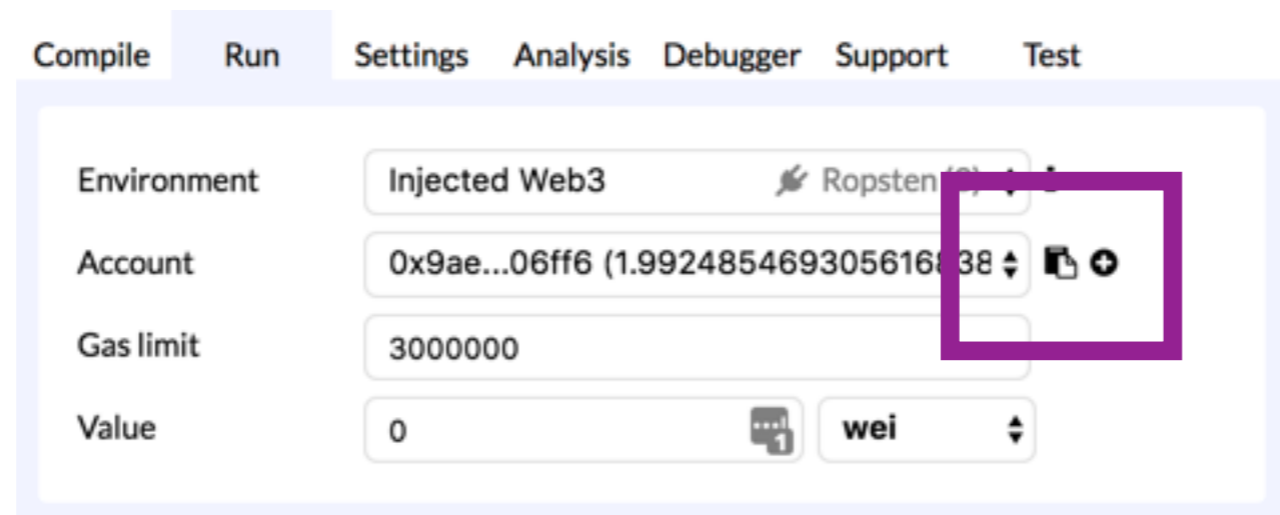 Compile Run Settings Analysis Debugger Support Test
Environment Injected Web3 Ropsten
Account 0x9ae...06ff6
Gas limit 3000000
Value 0 1 wei